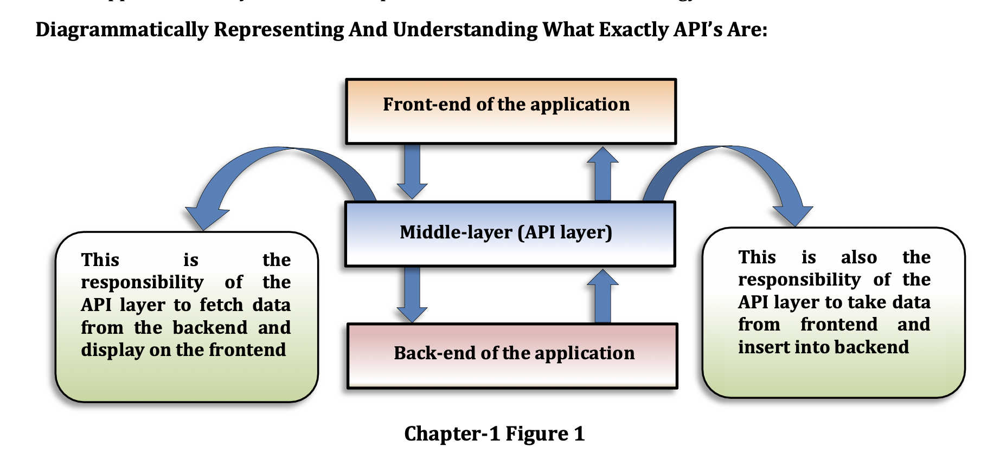 Diagrammatically Representing And Understanding What Exactly API’s Are:
Front-end of the application
Middle-layer (API layer)
This is the
responsibility of the
API layer to fetch data
from the backend and
display on the frontend
This is also the
responsibility of the
API layer to take data
from frontend and
insert into backend
Back-end of the application
Chapter-1 Figure 1